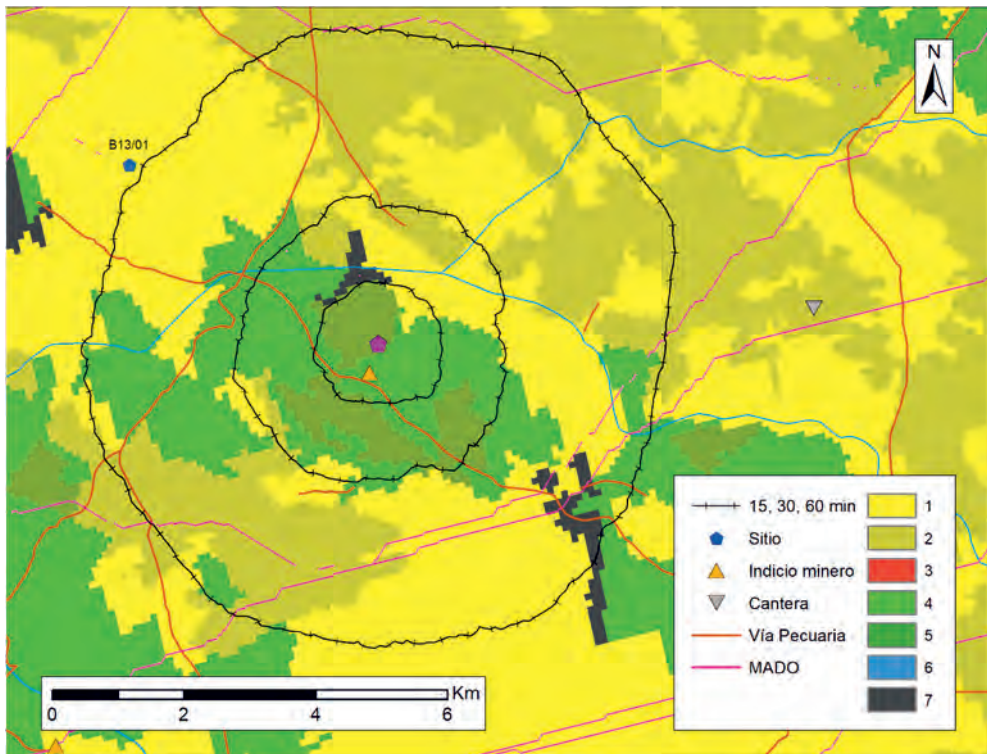 N
B13/01
15, 30, 60 min
Sitio
Indicio minero
Cantera
Vía Pecuaria
MADO
1
2
3
4
5
6
7
Km
0 2 4 6